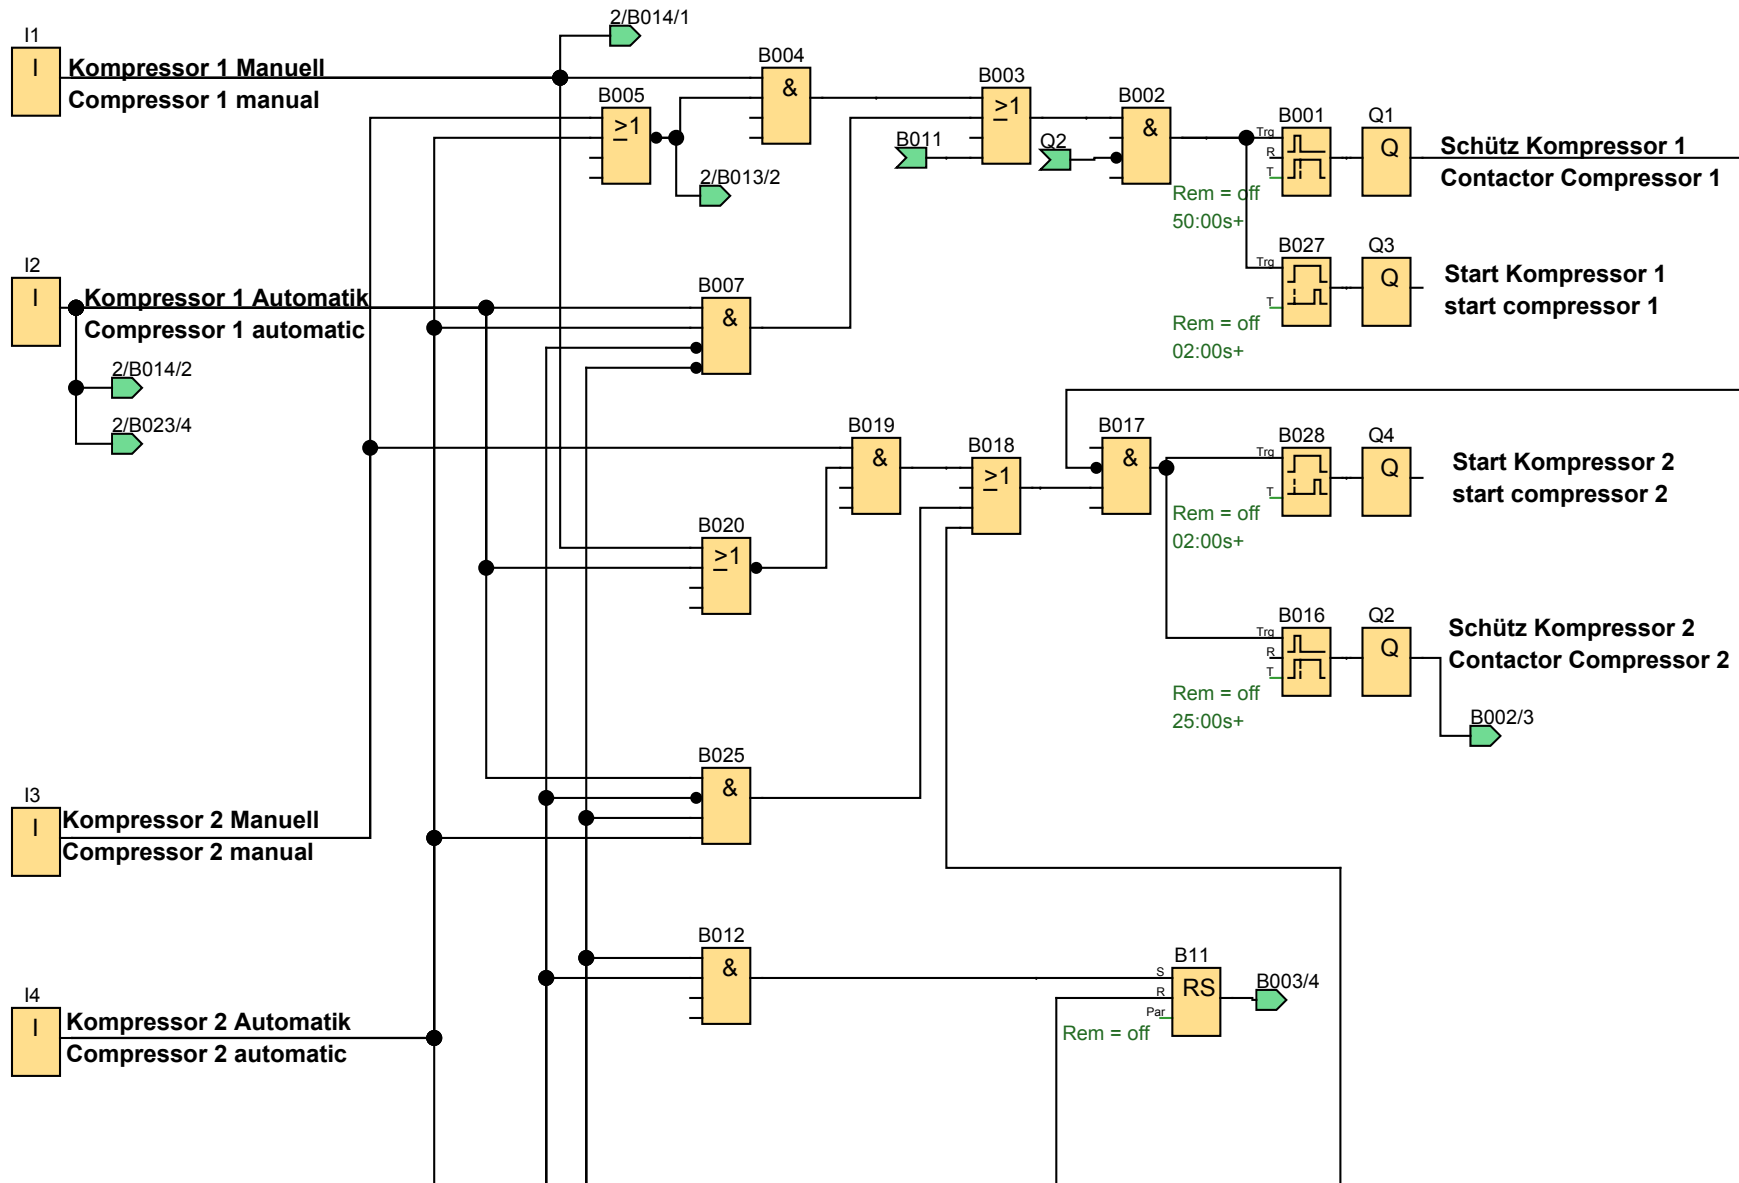 2/B014/1
I1
I
Kompressor 1 Manuell
Compressor 1 manual
B004
&
B005
≥1
B003
≥1
B002
&
B011
Q2
B001
Trg
R
T
Q1
Q
Schütz Kompressor 1
Contactor Compressor 1
2/B013/2
Rem = off
50:00s+
I2
I
Kompressor 1 Automatik
Compressor 1 automatic
B007
&
B027
Trg
T
Q3
Q
Start Kompressor 1
start compressor 1
Rem = off
02:00s+
2/B014/2
2/B023/4
B019
&
B018
≥1
B017
&
B028
Trg
T
Q4
Q
Start Kompressor 2
start compressor 2
Rem = off
02:00s+
B020
≥1
B016
Trg
R
T
Q2
Q
Schütz Kompressor 2
Contactor Compressor 2
Rem = off
25:00s+
B002/3
B025
&
I3
I
Kompressor 2 Manuell
Compressor 2 manual
B012
&
B11
S
R
Par
RS
B003/4
Rem = off
I4
I
Kompressor 2 Automatik
Compressor 2 automatic